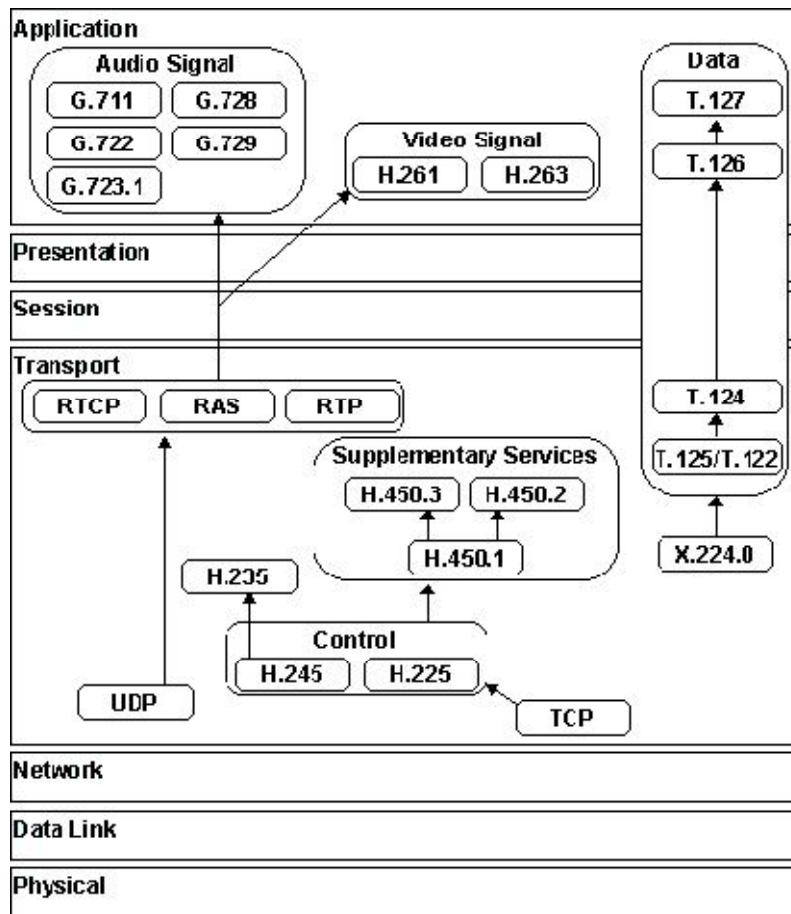 Application
Audio Signal
G.711 G.728
G.722 G.729
G.723.1
Video Signal
H.261 H.263
Data
T.127
T.126
Presentation
Session
Transport
RTCP RAS RTP
T.124
T.125/T.122
Supplementary Services
H.450.3 H.450.2
H.450.1
X.224.0
H.235
Control
H.245 H.225
UDP
TCP
Network
Data Link
Physical